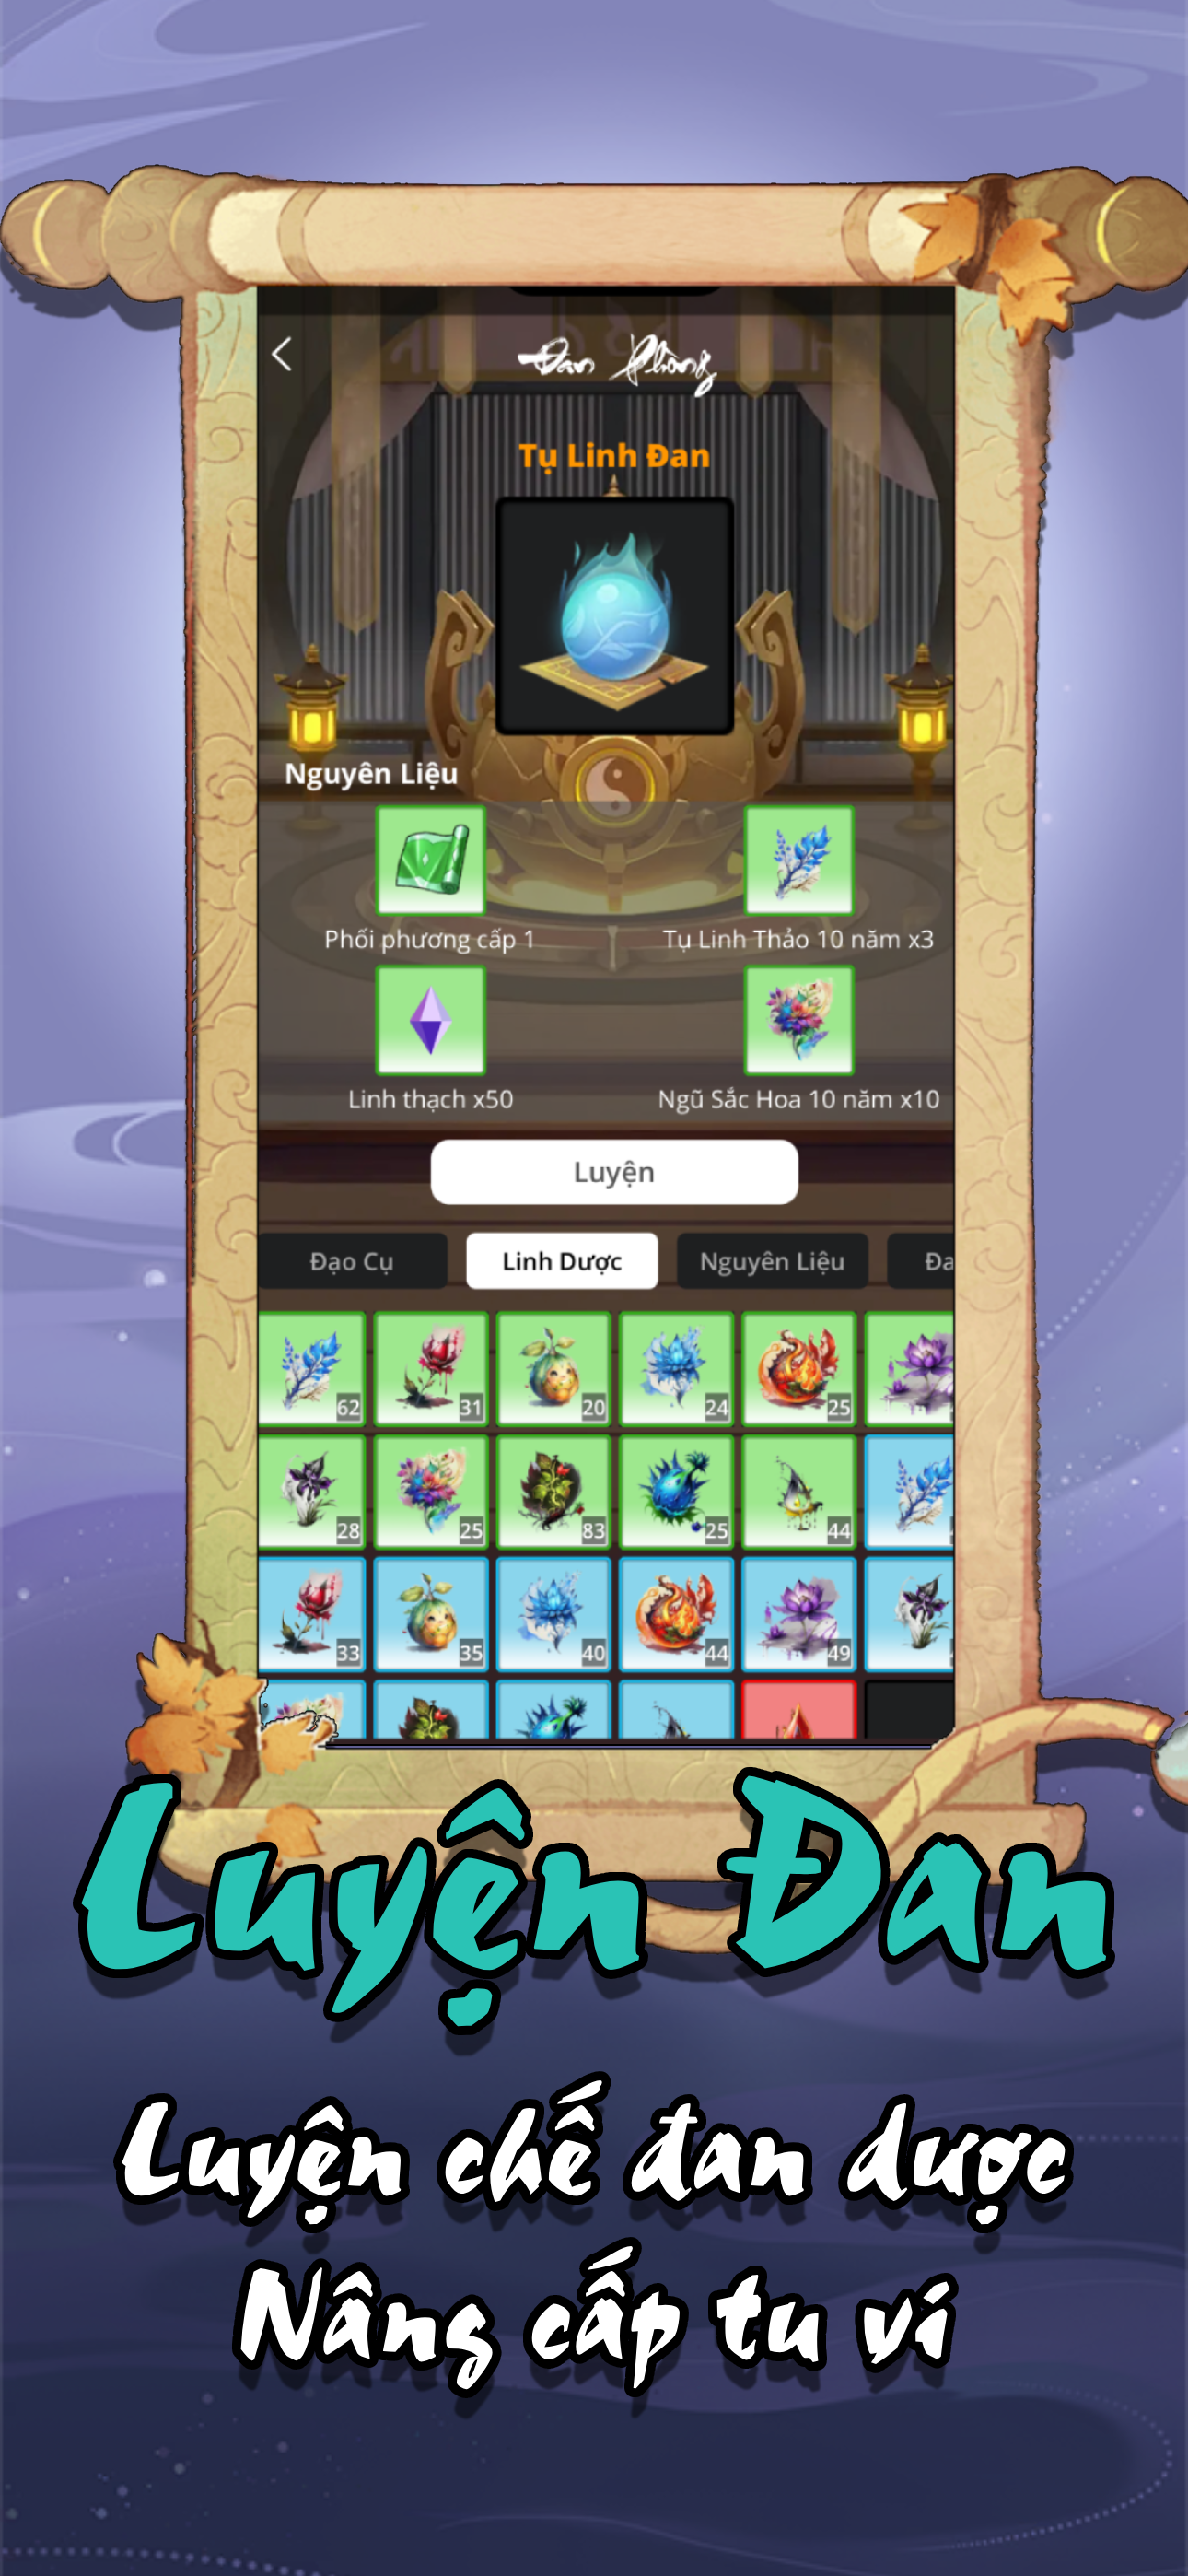 Đan Phòng
Tụ Linh Đan
Nguyên Liệu
Phối phương cấp 1
Tụ Linh Thảo 10 năm x3
Linh thạch x50
Ngũ Sắc Hoa 10 năm x10
Luyện
Đạo Cụ Linh Dược Nguyên Liệu
62 31 20 24 25
28 25 83 25 44
33 35 40 44 49
Luyện Đan
Luyện chế đan dược
Nâng cấp tu vi